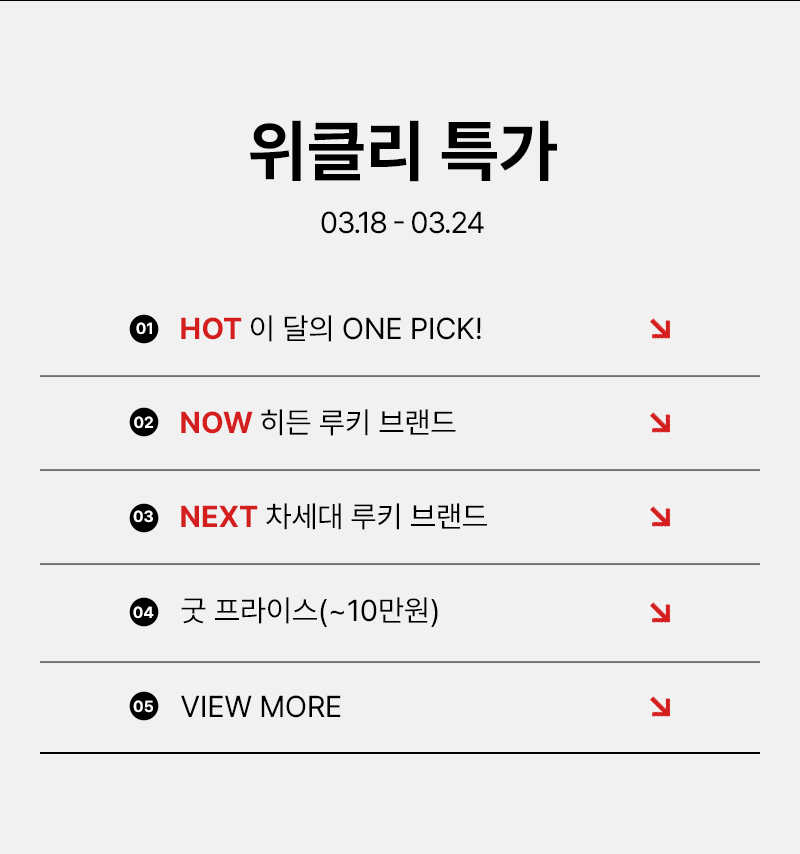 위클리 특가
03.18 - 03.24
01 HOT 이 달의 ONE PICK!
02 NOW 히든 루키 브랜드
03 NEXT 차세대 루키 브랜드
04 굿 프라이스(~10만원)
05 VIEW MORE